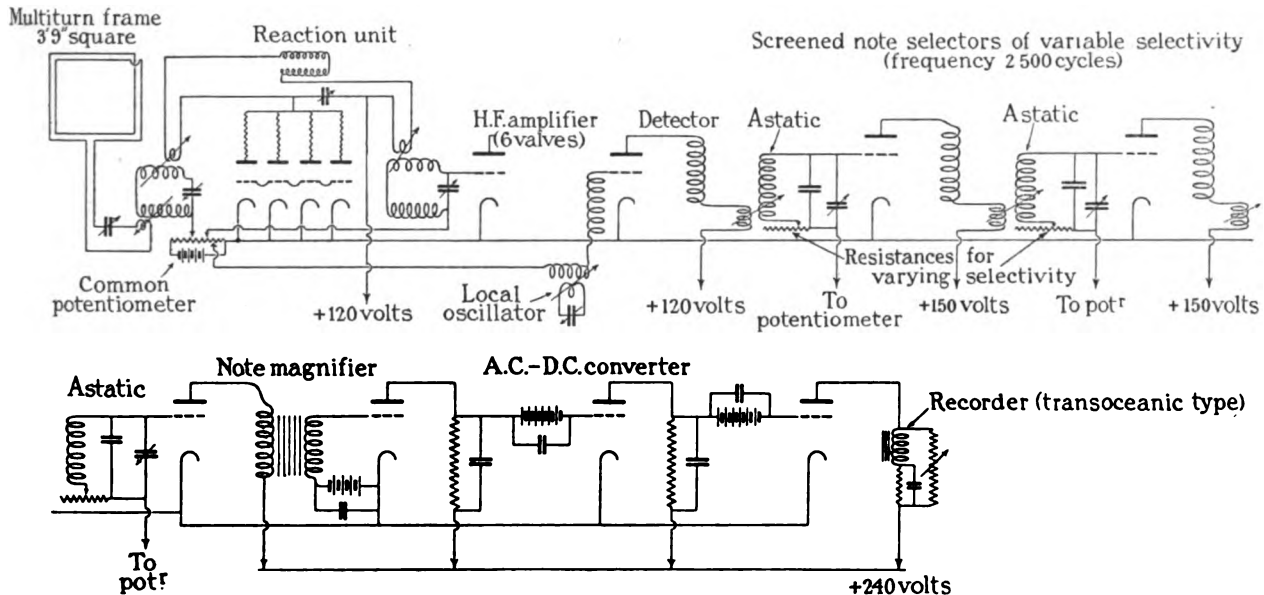 Multiturn frame
3'9" square
Reaction unit
Screened note selectors of variable selectivity
(frequency 2500 cycles)
H.F. amplifier
(6 valves)
Detector
Astatic
Astatic
Common
potentiometer
+120 volts
Local
oscillator
+120 volts
Resistances for
varying selectivity
To
potentiometer
+150 volts
To potr
+150 volts
Astatic
Note magnifier
A.C.-D.C. converter
Recorder (transoceanic type)
To
potr
+240 volts